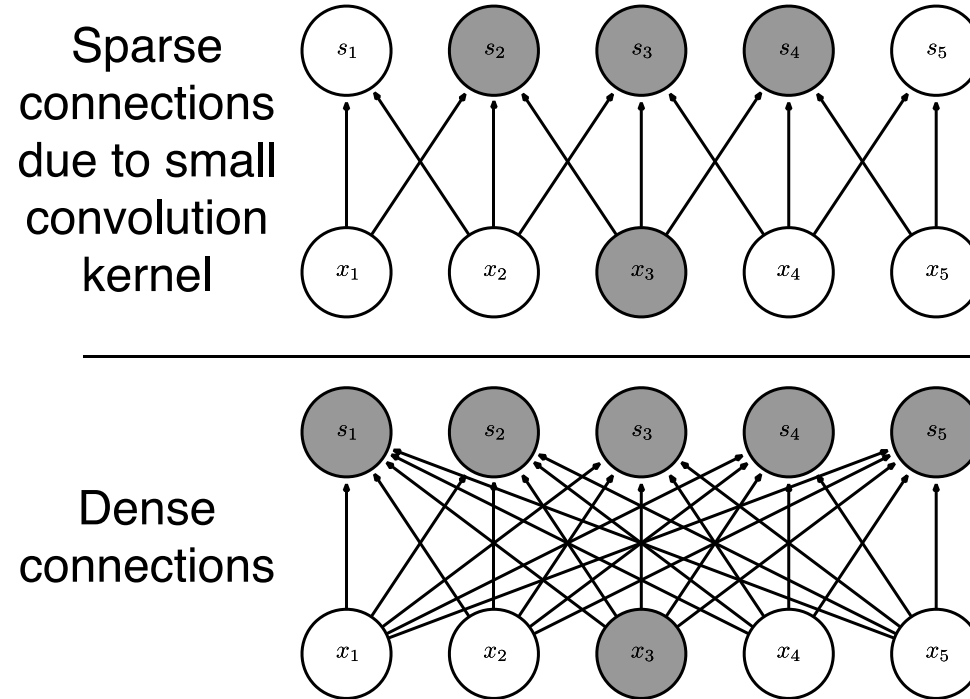 Sparse
connections
due to small
convolution
kernel
s₁ s₂ s₃ s₄ s₅
x₁ x₂ x₃ x₄ x₅
Dense
connections
s₁ s₂ s₃ s₄ s₅
x₁ x₂ x₃ x₄ x₅